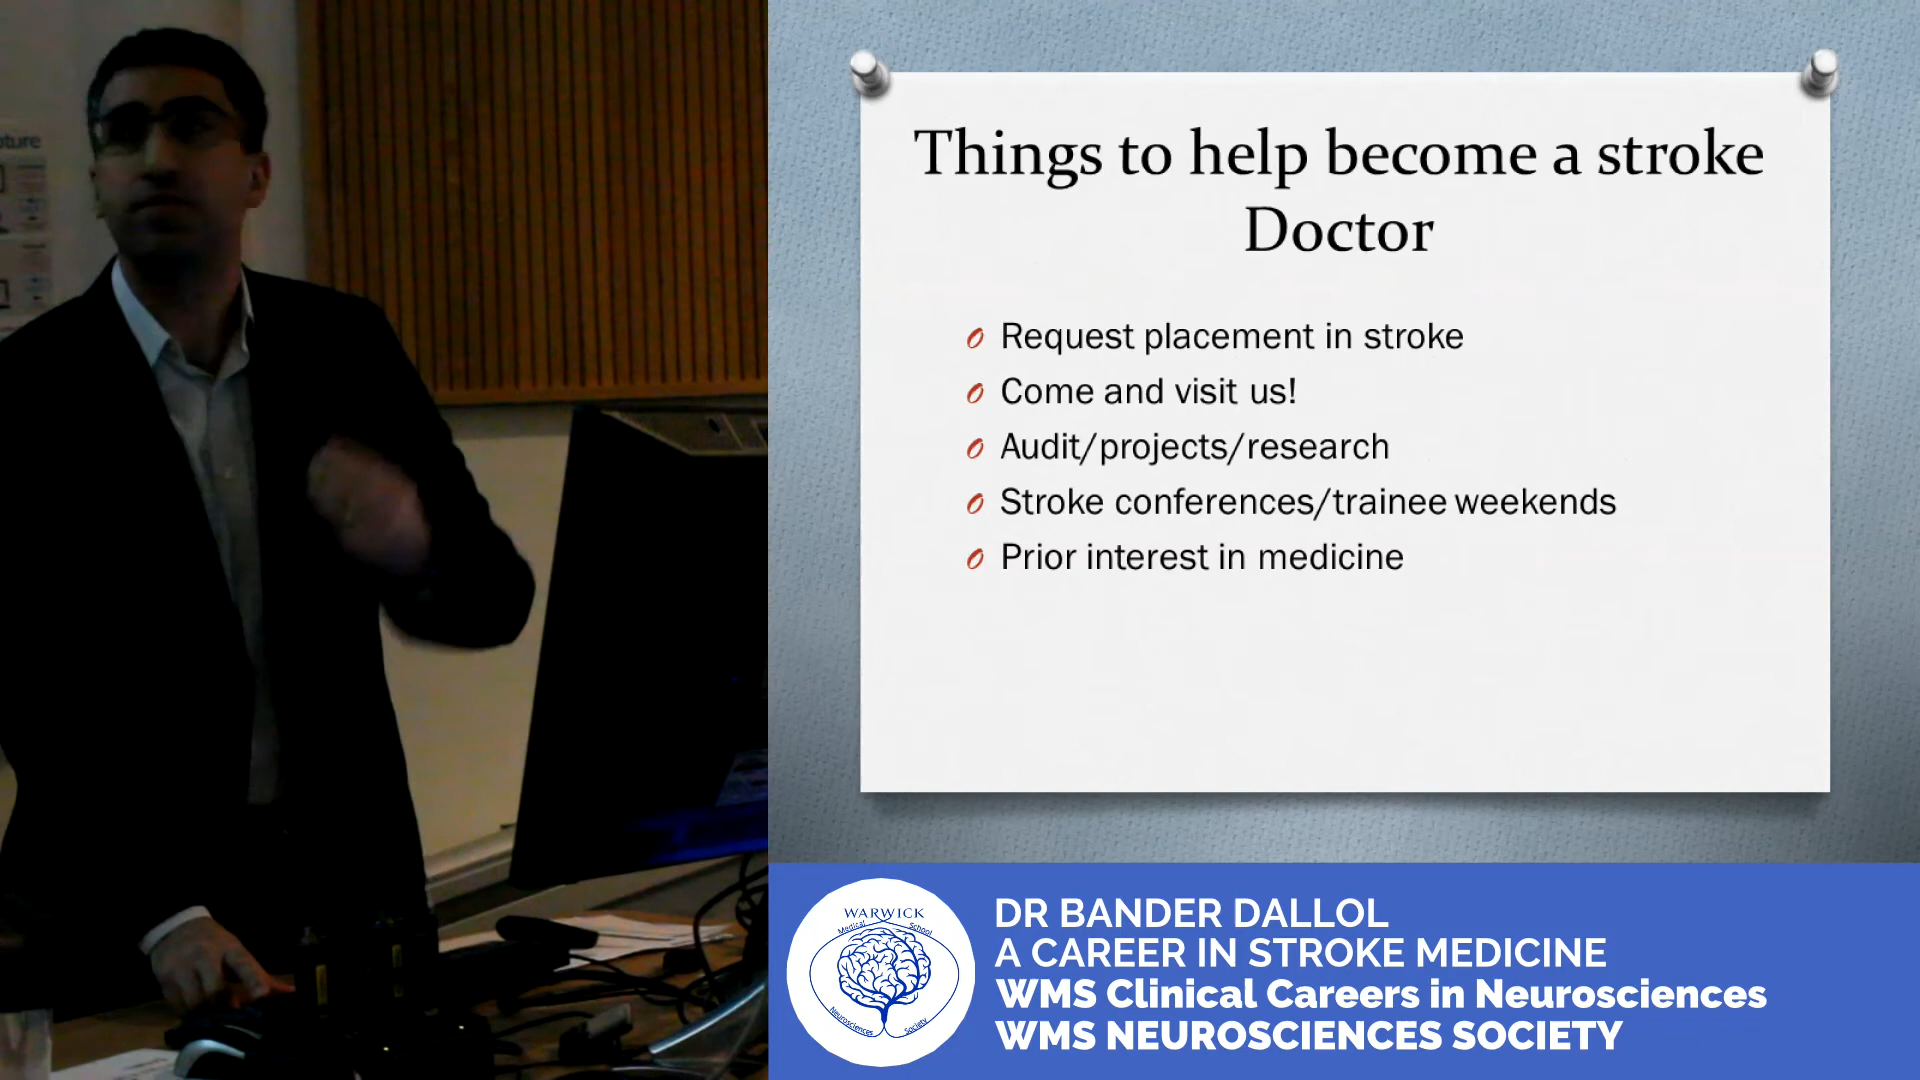 Things to help become a stroke
Doctor
Request placement in stroke
Come and visit us!
Audit/projects/research
Stroke conferences/trainee weekends
Prior interest in medicine
WARWICK
Medical School
Neurosciences Society
DR BANDER DALLOL
A CAREER IN STROKE MEDICINE
WMS Clinical Careers in Neurosciences
WMS NEUROSCIENCES SOCIETY